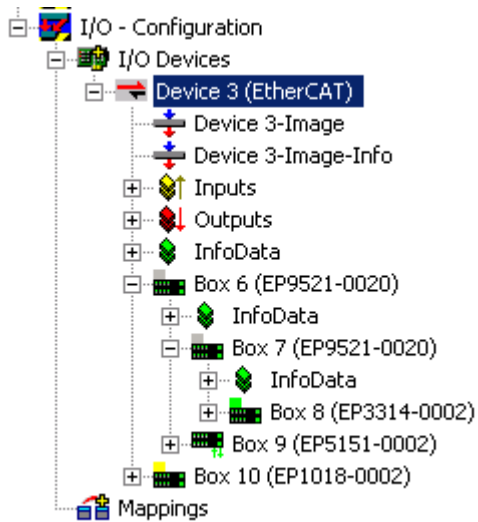 I/O - Configuration
I/O Devices
Device 3 (EtherCAT)
Device 3-Image
Device 3-Image-Info
Inputs
Outputs
InfoData
Box 6 (EP9521-0020)
InfoData
Box 7 (EP9521-0020)
InfoData
Box 8 (EP3314-0002)
Box 9 (EP5151-0002)
Box 10 (EP1018-0002)
Mappings